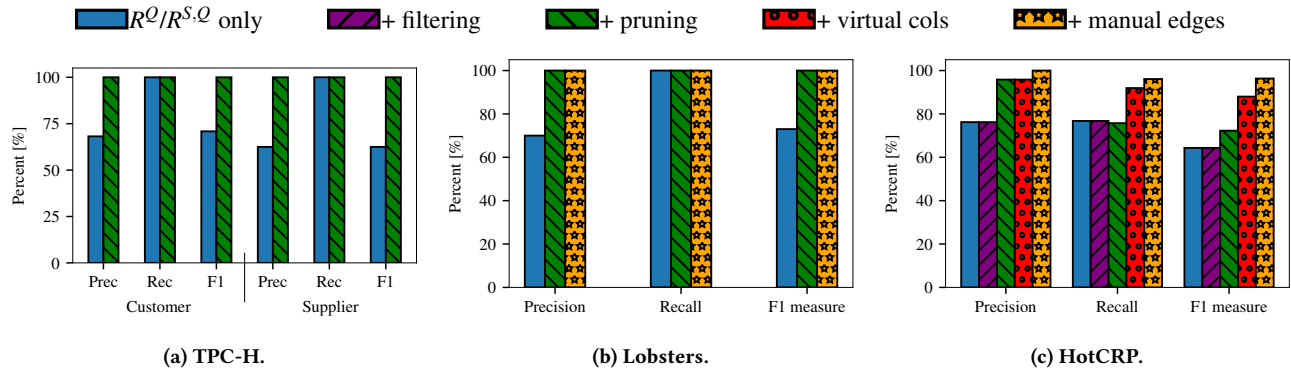 R^Q/R^{S,Q} only + filtering + pruning + virtual cols + manual edges
Percent [%]
100
75
50
25
0
Prec Rec F1 Prec Rec F1
Customer Supplier
(a) TPC-H.
Percent [%]
100
80
60
40
20
0
Precision Recall F1 measure
(b) Lobsters.
Percent [%]
100
80
60
40
20
0
Precision Recall F1 measure
(c) HotCRP.